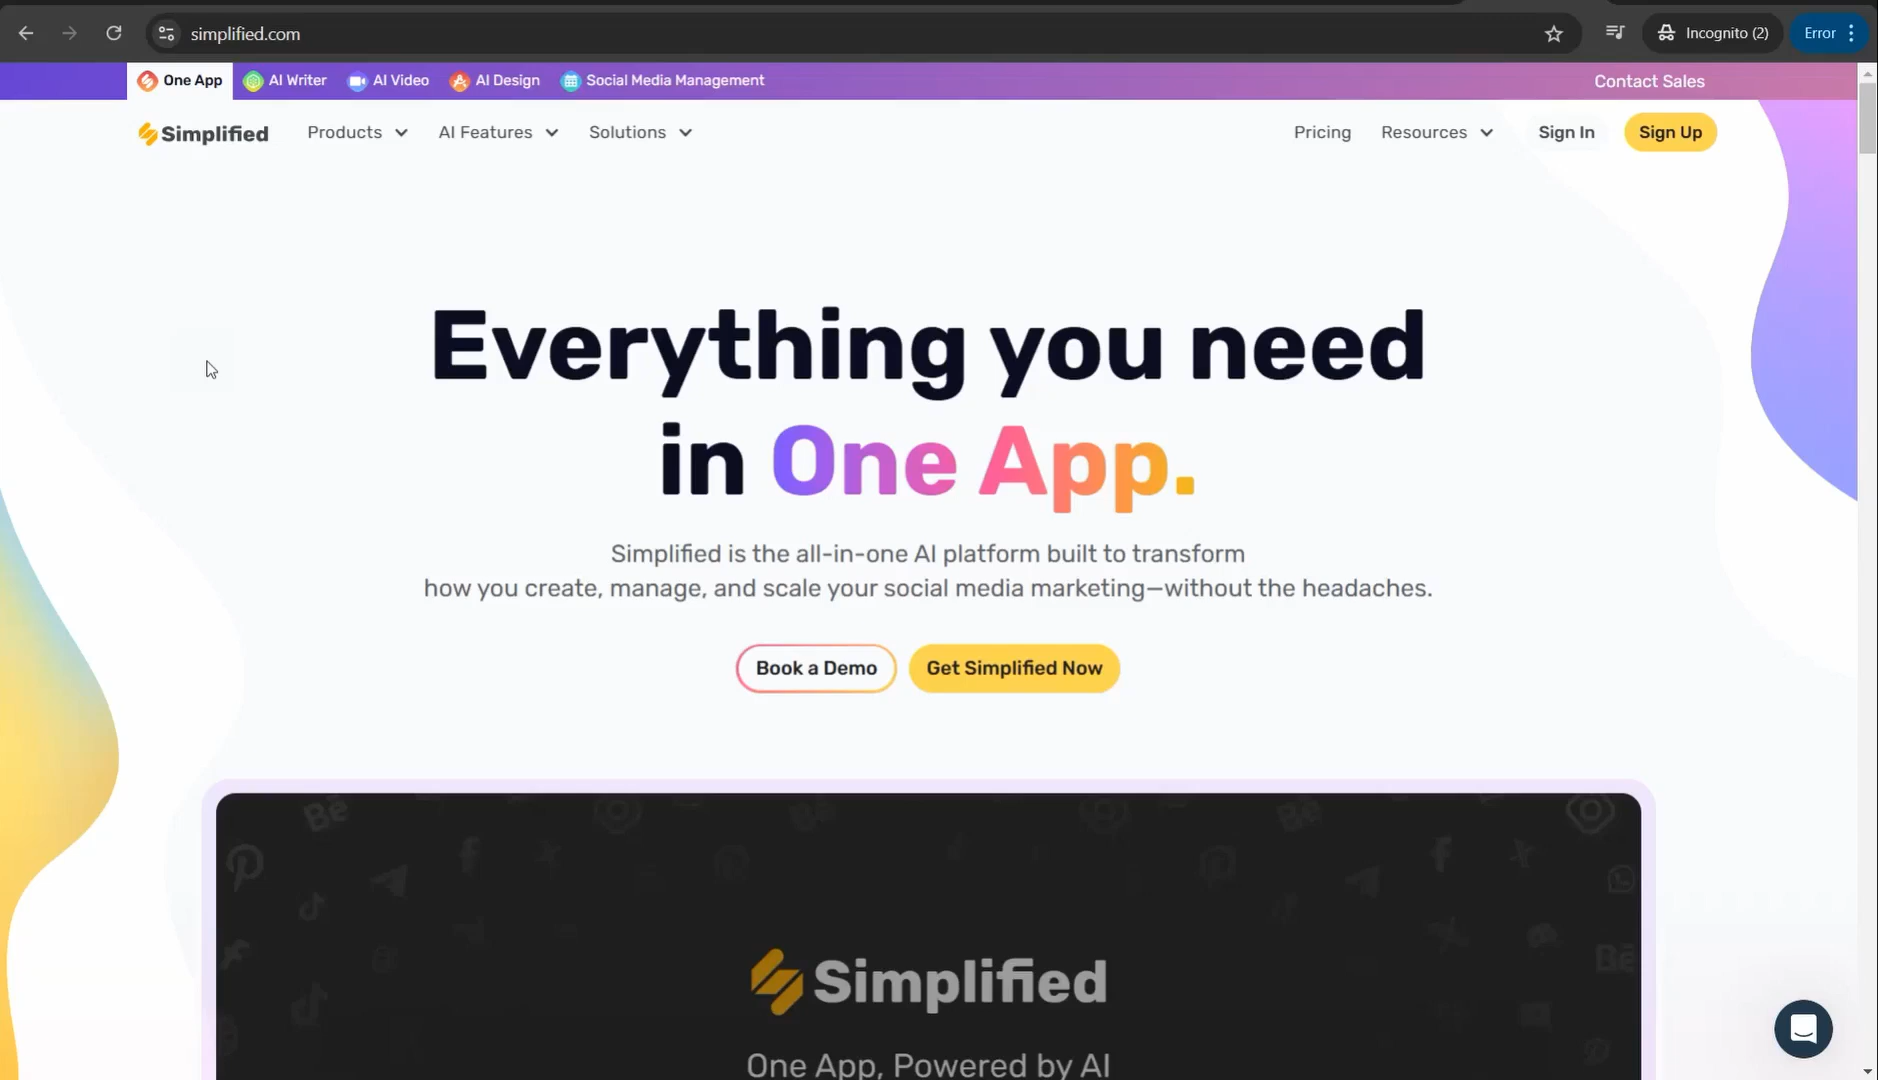 simplified.com
Incognito (2)
Error
One App
AI Writer
AI Video
AI Design
Social Media Management
Contact Sales
Simplified
Products
AI Features
Solutions
Pricing
Resources
Sign In
Sign Up
Everything you need
in One App.
Simplified is the all-in-one AI platform built to transform
how you create, manage, and scale your social media marketing—without the headaches.
Book a Demo
Get Simplified Now
Simplified
One App, Powered by AI